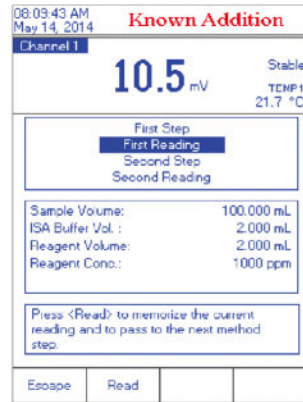 08:09:43 AM
May 14, 2014
Known Addition
Channel 1
10.5 mV
Stable
TEMP1
21.7 °C
First Step
First Reading
Second Step
Second Reading
Sample Volume: 100.000 mL
ISA Buffer Vol. : 2.000 mL
Reagent Volume: 2.000 mL
Reagent Conc.: 1000 ppm
Press <Read> to memorize the current
reading and to pass to the next method
step.
Escape Read